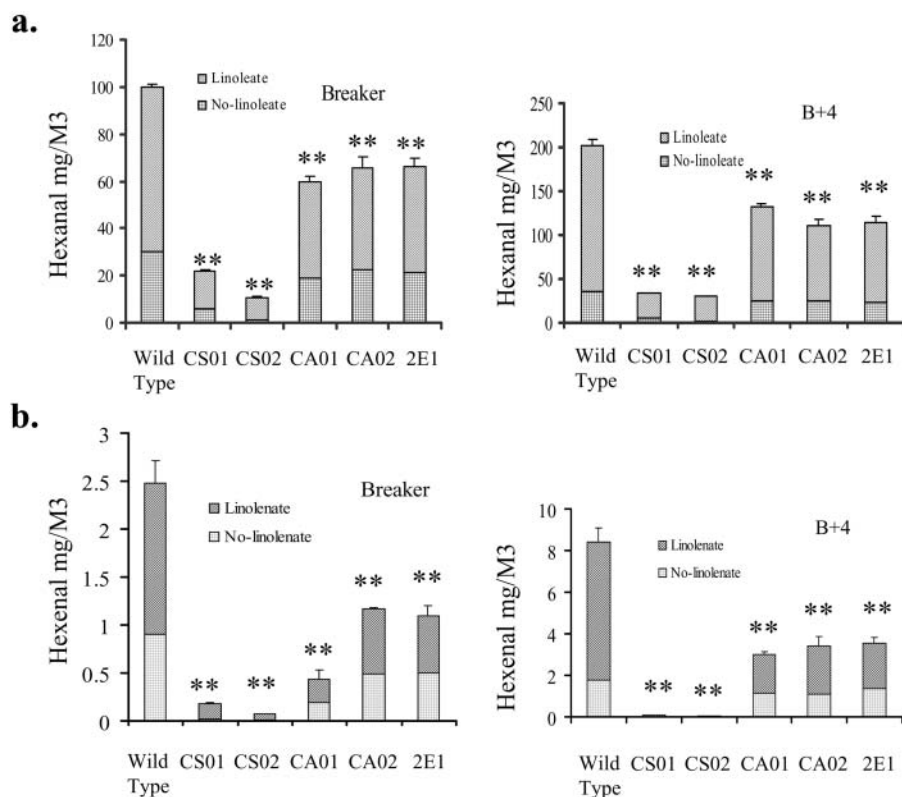 a.
120
100
80
60
40
20
0
Hexanal mg/M3
Linoleate
No-linoleate
Breaker
**
**
**
**
**
Wild Type
CS01
CS02
CA01
CA02
2E1
250
200
150
100
50
0
Hexanal mg/M3
Linoleate
No-linoleate
B+4
**
**
**
**
**
Wild Type
CS01
CS02
CA01
CA02
2E1
b.
3
2.5
2
1.5
1
0.5
0
Hexenal mg/M3
Linolenate
No-linolenate
Breaker
**
**
**
**
**
Wild Type
CS01
CS02
CA01
CA02
2E1
10
8
6
4
2
0
Hexenal mg/M3
Linolenate
No-linolenate
B+4
**
**
**
**
**
Wild Type
CS01
CS02
CA01
CA02
2E1